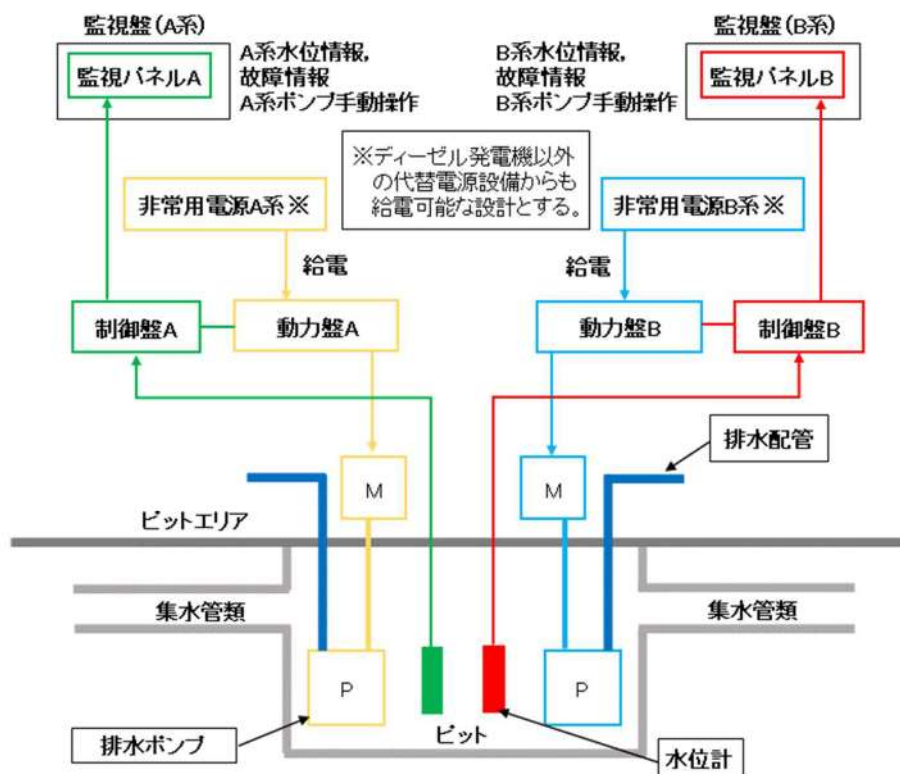 監視盤(A系)
監視パネルA
A系水位情報,
故障情報
A系ポンプ手動操作
監視盤(B系)
監視パネルB
B系水位情報,
故障情報
B系ポンプ手動操作
※ディーゼル発電機以外
の代替電源設備からも
給電可能な設計とする。
非常用電源A系※
非常用電源B系※
給電
給電
制御盤A
動力盤A
動力盤B
制御盤B
排水配管
M
M
ピットエリア
集水管類
集水管類
P
P
排水ポンプ
ピット
水位計